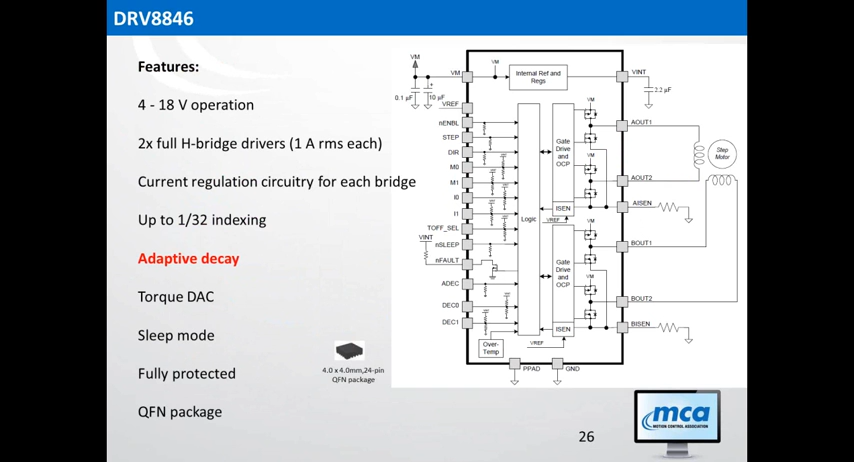 DRV8846
Features:
4 - 18 V operation
2x full H-bridge drivers (1 A rms each)
Current regulation circuitry for each bridge
Up to 1/32 indexing
Adaptive decay
Torque DAC
Sleep mode
Fully protected
QFN package
4.0 x 4.0mm,24-pin
QFN package
VM
0.1 µF
10 µF
+
VM
VREF
nENBL
STEP
DIR
M0
M1
I0
I1
TOFF_SEL
VINT
nSLEEP
nFAULT
ADEC
DEC0
DEC1
VM
Internal Ref and
Regs
Logic
Over-
Temp
Gate
Drive
and
OCP
ISEN
VREF
VM
VM
Gate
Drive
and
OCP
ISEN
VREF
VM
VM
VINT
2.2 µF
AOUT1
AOUT2
AISEN
BOUT1
BOUT2
BISEN
Step
Motor
PPAD
GND
26
mca
MOTION CONTROL ASSOCIATION